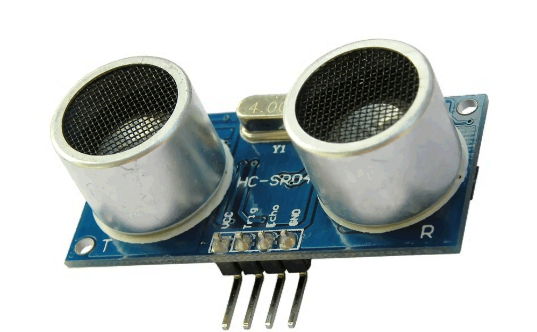 4.00
Y1
HC-SR04
T
Vcc
Trig
Echo
GND
R